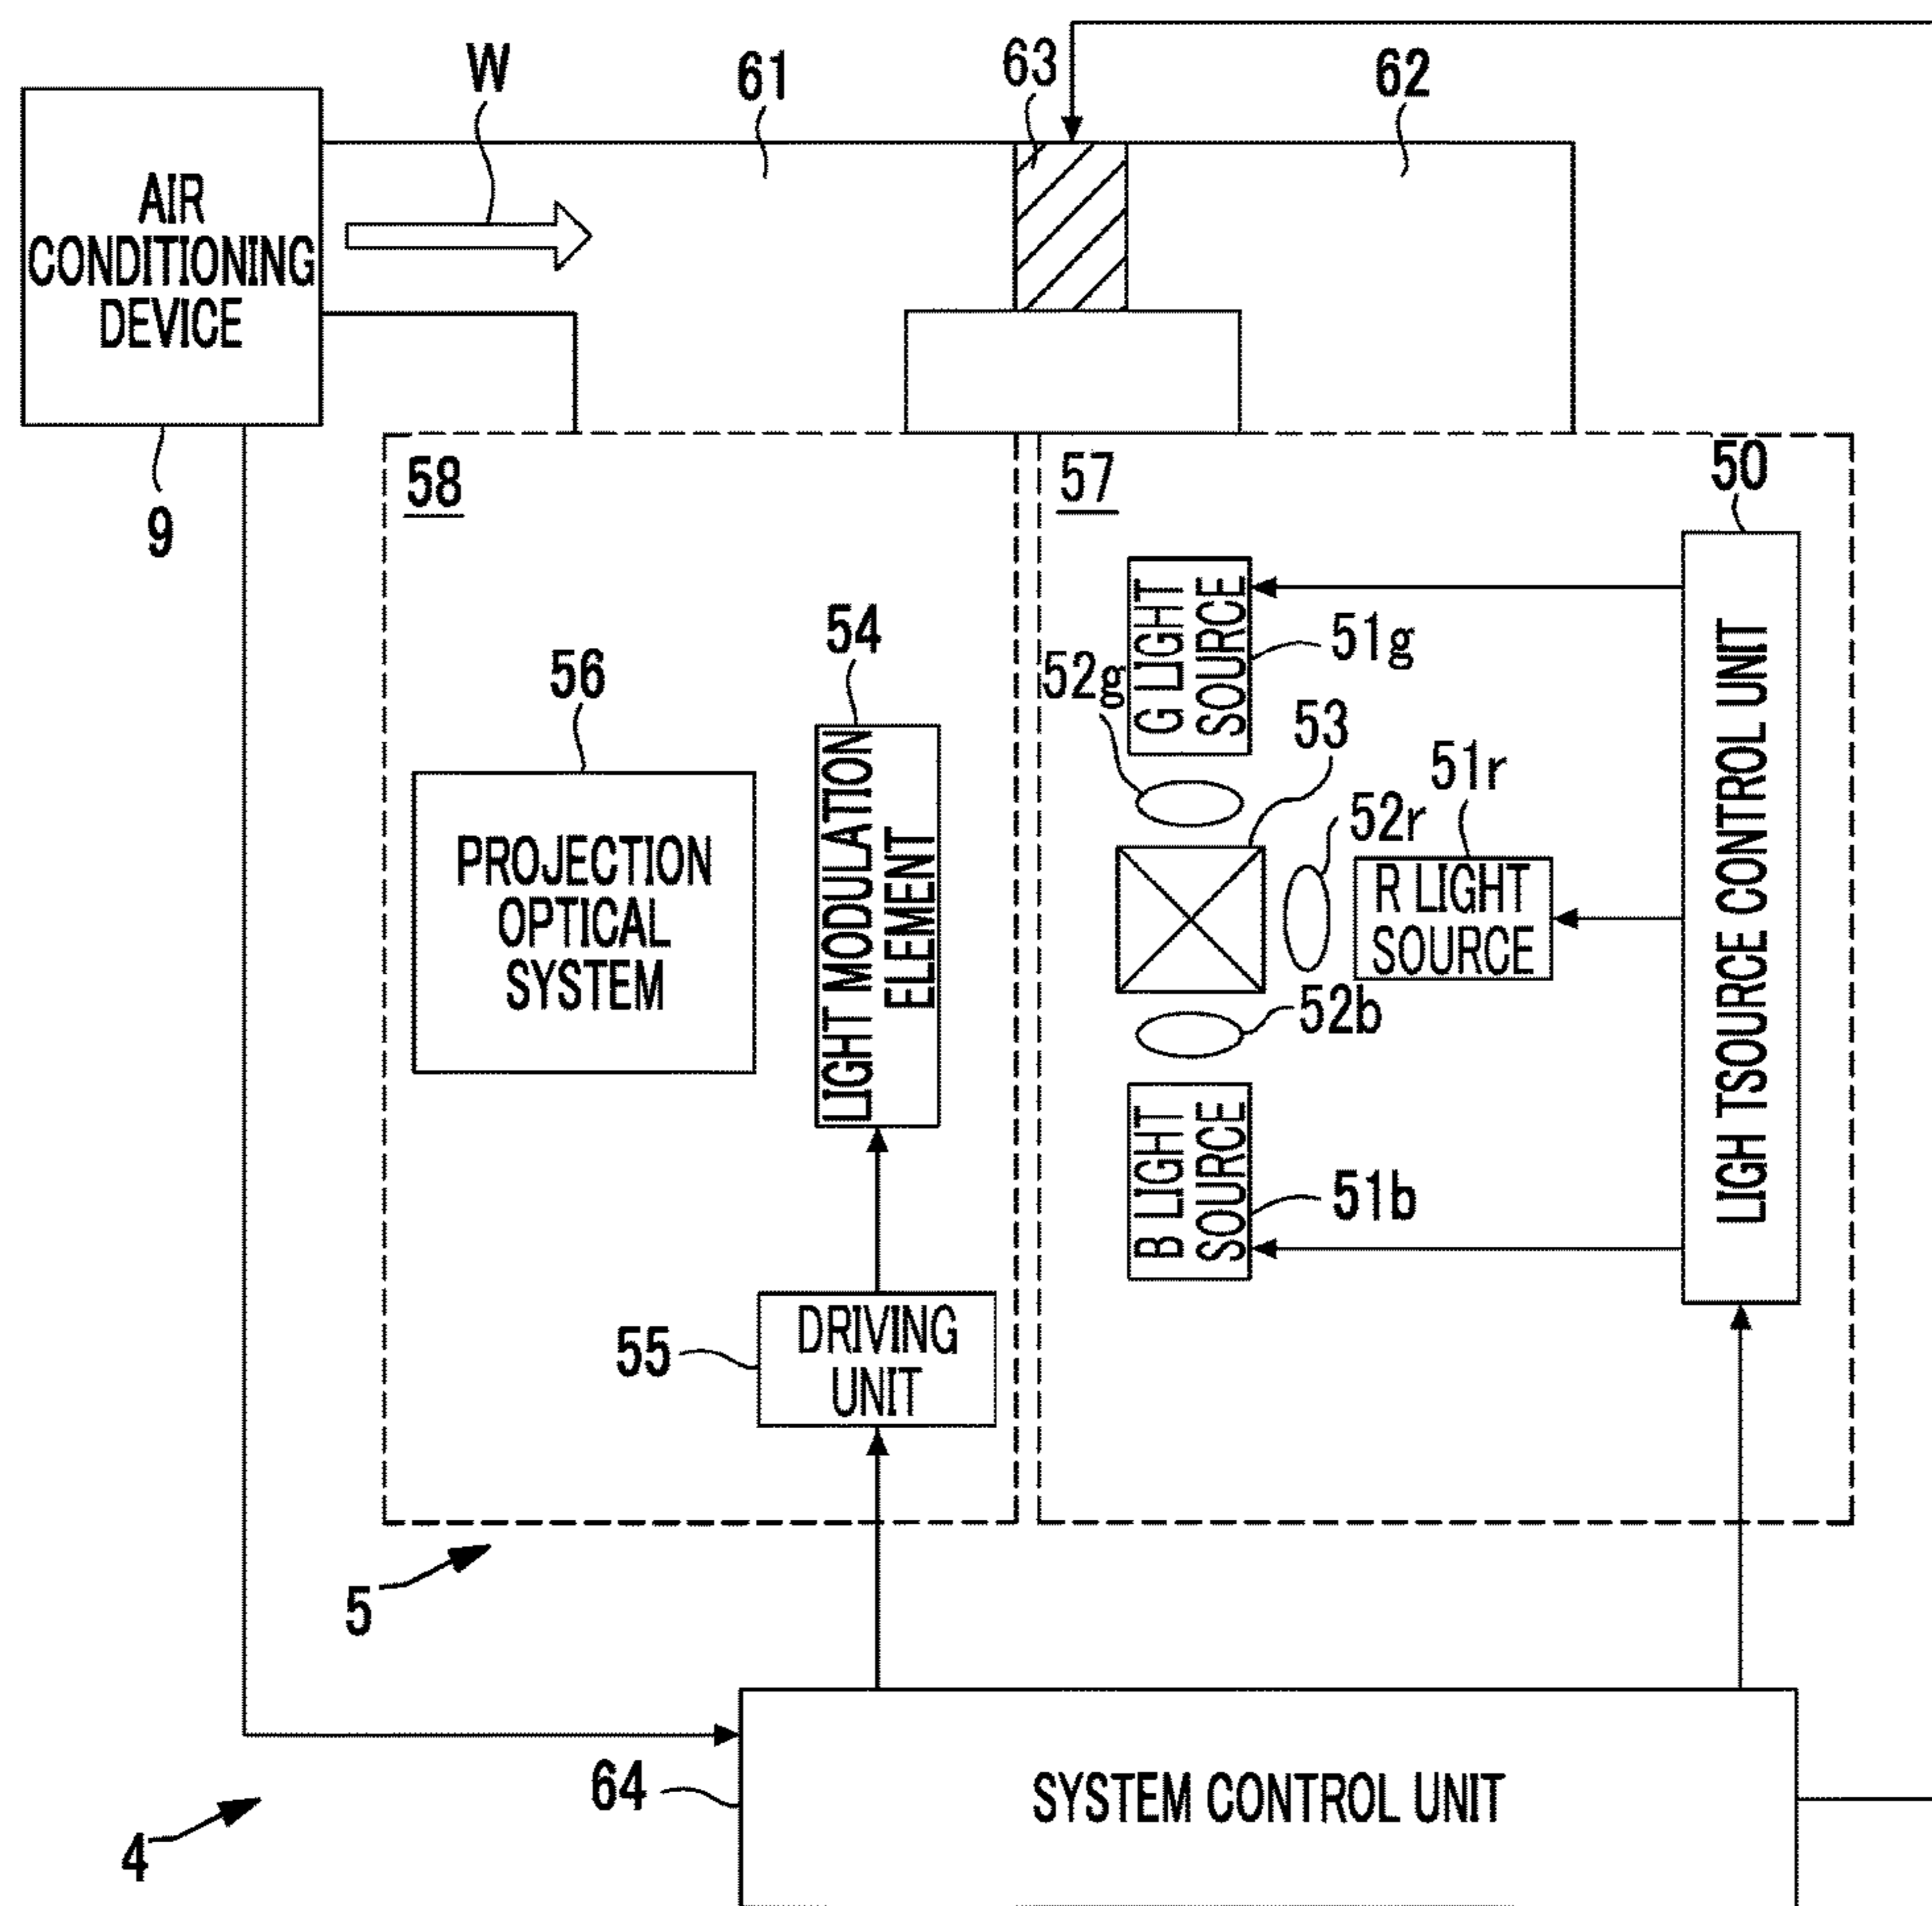 W
61
63
62
AIR
CONDITIONING
DEVICE
9
58
57
50
G LIGHT
SOURCE
51g
52g
54
56
53
51r
52r
LIGHT MODULATION
ELEMENT
PROJECTION
OPTICAL
SYSTEM
R LIGHT
SOURCE
LIGH TSOURCE CONTROL UNIT
52b
B LIGHT
SOURCE
51b
DRIVING
UNIT
55
5
64
SYSTEM CONTROL UNIT
4